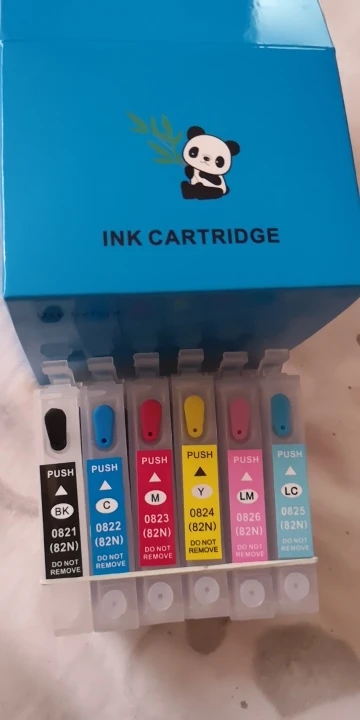 INK CARTRIDGE
PUSH
BK
0821
(82N)
DO NOT
REMOVE
PUSH
C
0822
(82N)
DO NOT
REMOVE
PUSH
M
0823
(82N)
DO NOT
REMOVE
PUSH
Y
0824
(82N)
DO NOT
REMOVE
PUSH
LM
0826
(82N)
DO NOT
REMOVE
PUSH
LC
0825
(82N)
DO NOT
REMOVE